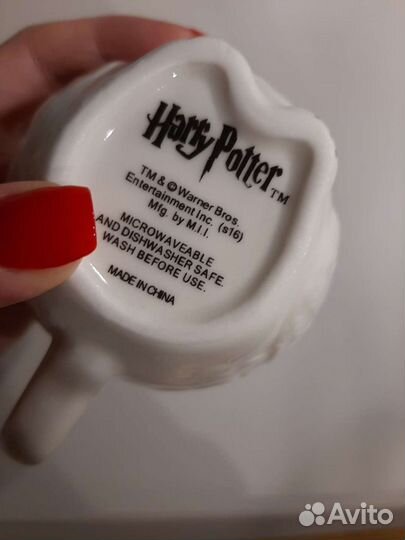 Harry Potter TM
TM & © Warner Bros.
Entertainment Inc. (s16)
Mfg. by M.I.I.
MICROWAVEABLE
AND DISHWASHER SAFE.
WASH BEFORE USE.
MADE IN CHINA
Avito